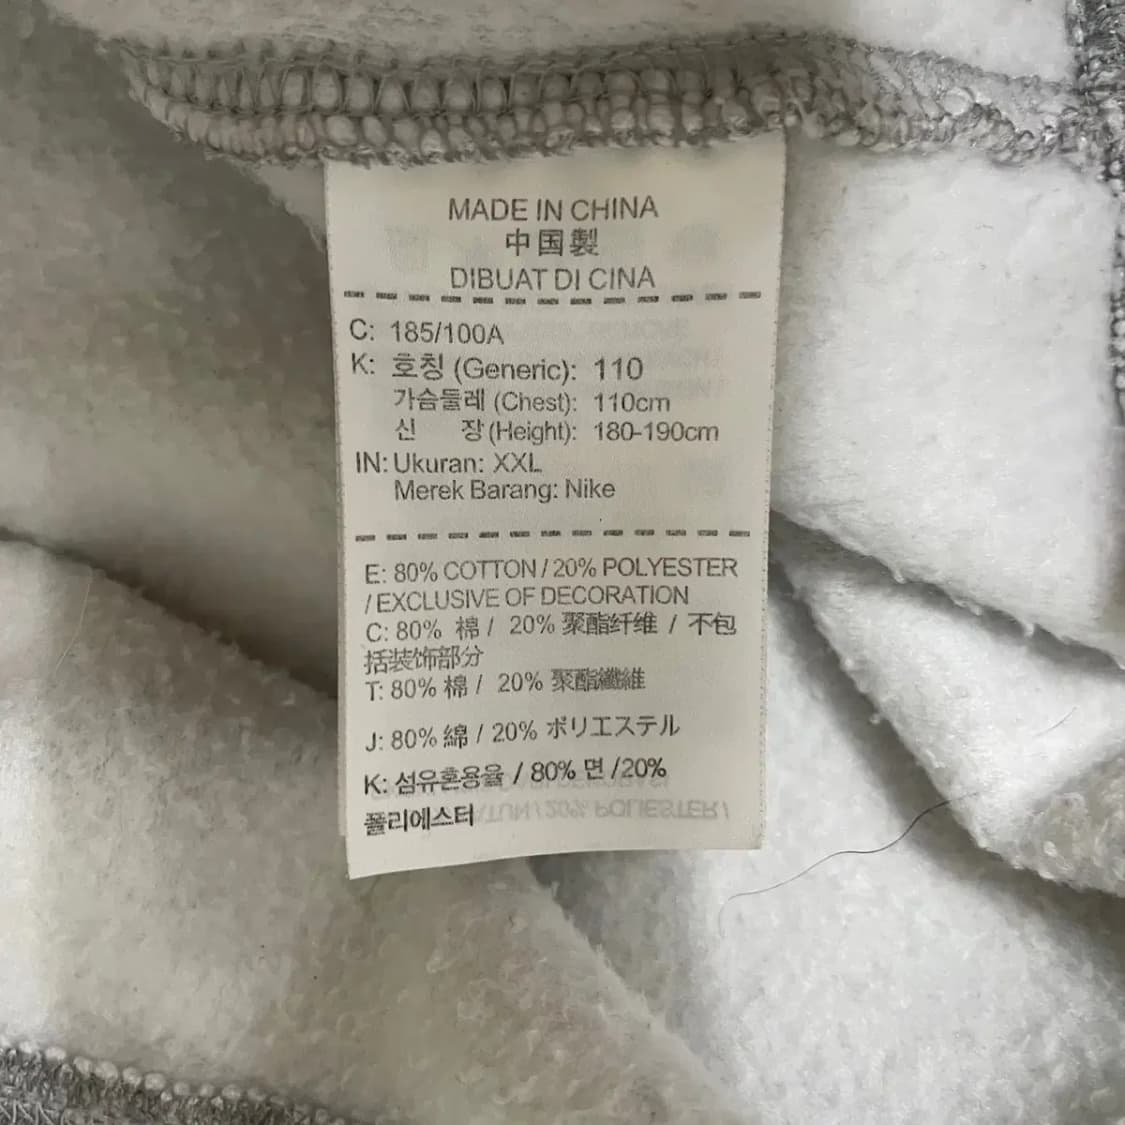 MADE IN CHINA
中国製
DIBUAT DI CINA
C: 185/100A
K: 호칭 (Generic): 110
가슴둘레 (Chest): 110cm
신 장 (Height): 180-190cm
IN: Ukuran: XXL
Merek Barang: Nike
E: 80% COTTON / 20% POLYESTER
/ EXCLUSIVE OF DECORATION
C: 80% 棉 / 20% 聚酯纤维 / 不包
括装饰部分
T: 80% 棉 / 20% 聚酯纖維
J: 80% 綿 / 20% ポリエステル
K: 섬유혼용율 / 80% 면 /20%
폴리에스터